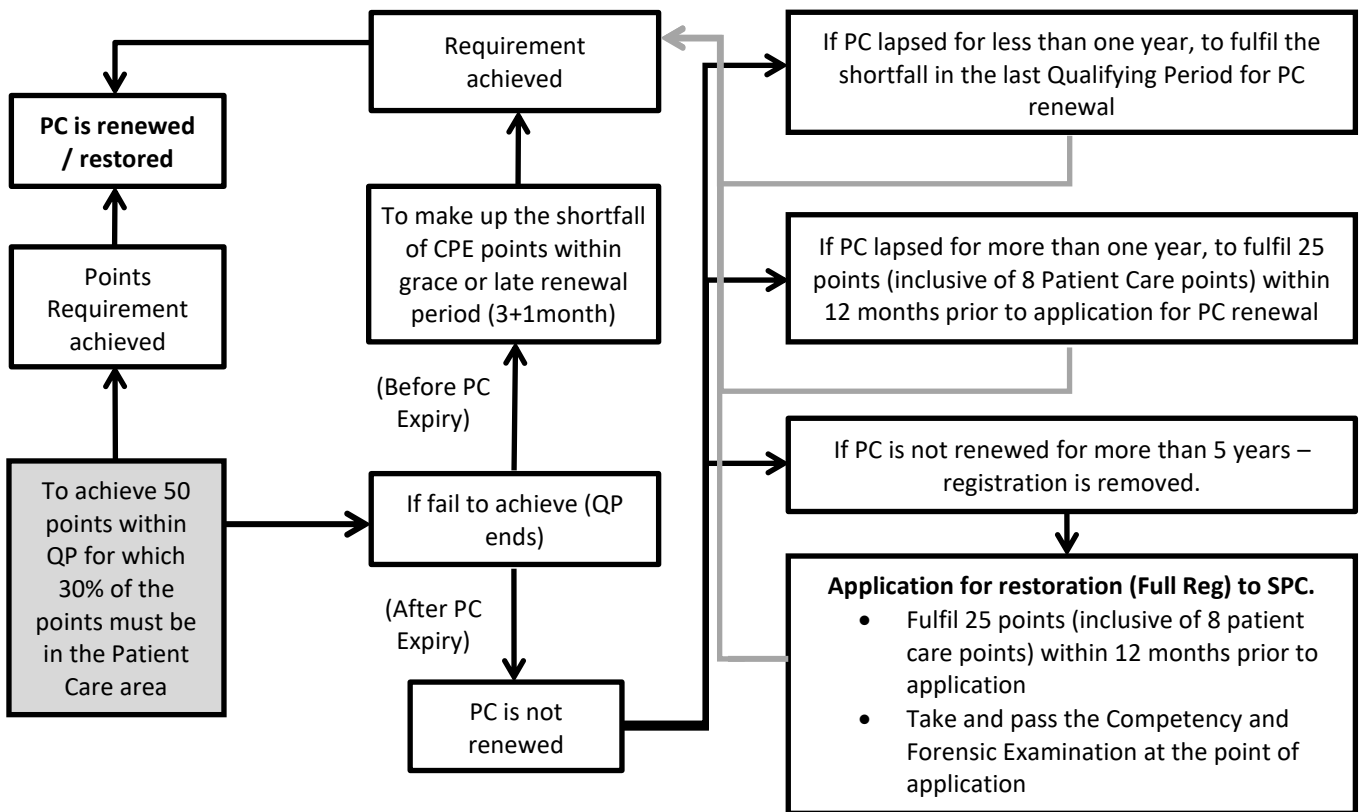 PC is renewed
/ restored
Points
Requirement
achieved
To achieve 50
points within
QP for which
30% of the
points must be
in the Patient
Care area
Requirement
achieved
To make up the shortfall
of CPE points within
grace or late renewal
period (3+1month)
(Before PC
Expiry)
If fail to achieve (QP
ends)
(After PC
Expiry)
PC is not
renewed
If PC lapsed for less than one year, to fulfil the
shortfall in the last Qualifying Period for PC
renewal
If PC lapsed for more than one year, to fulfil 25
points (inclusive of 8 Patient Care points) within
12 months prior to application for PC renewal
If PC is not renewed for more than 5 years –
registration is removed.
Application for restoration (Full Reg) to SPC.
• Fulfil 25 points (inclusive of 8 patient
care points) within 12 months prior to
application
• Take and pass the Competency and
Forensic Examination at the point of
application